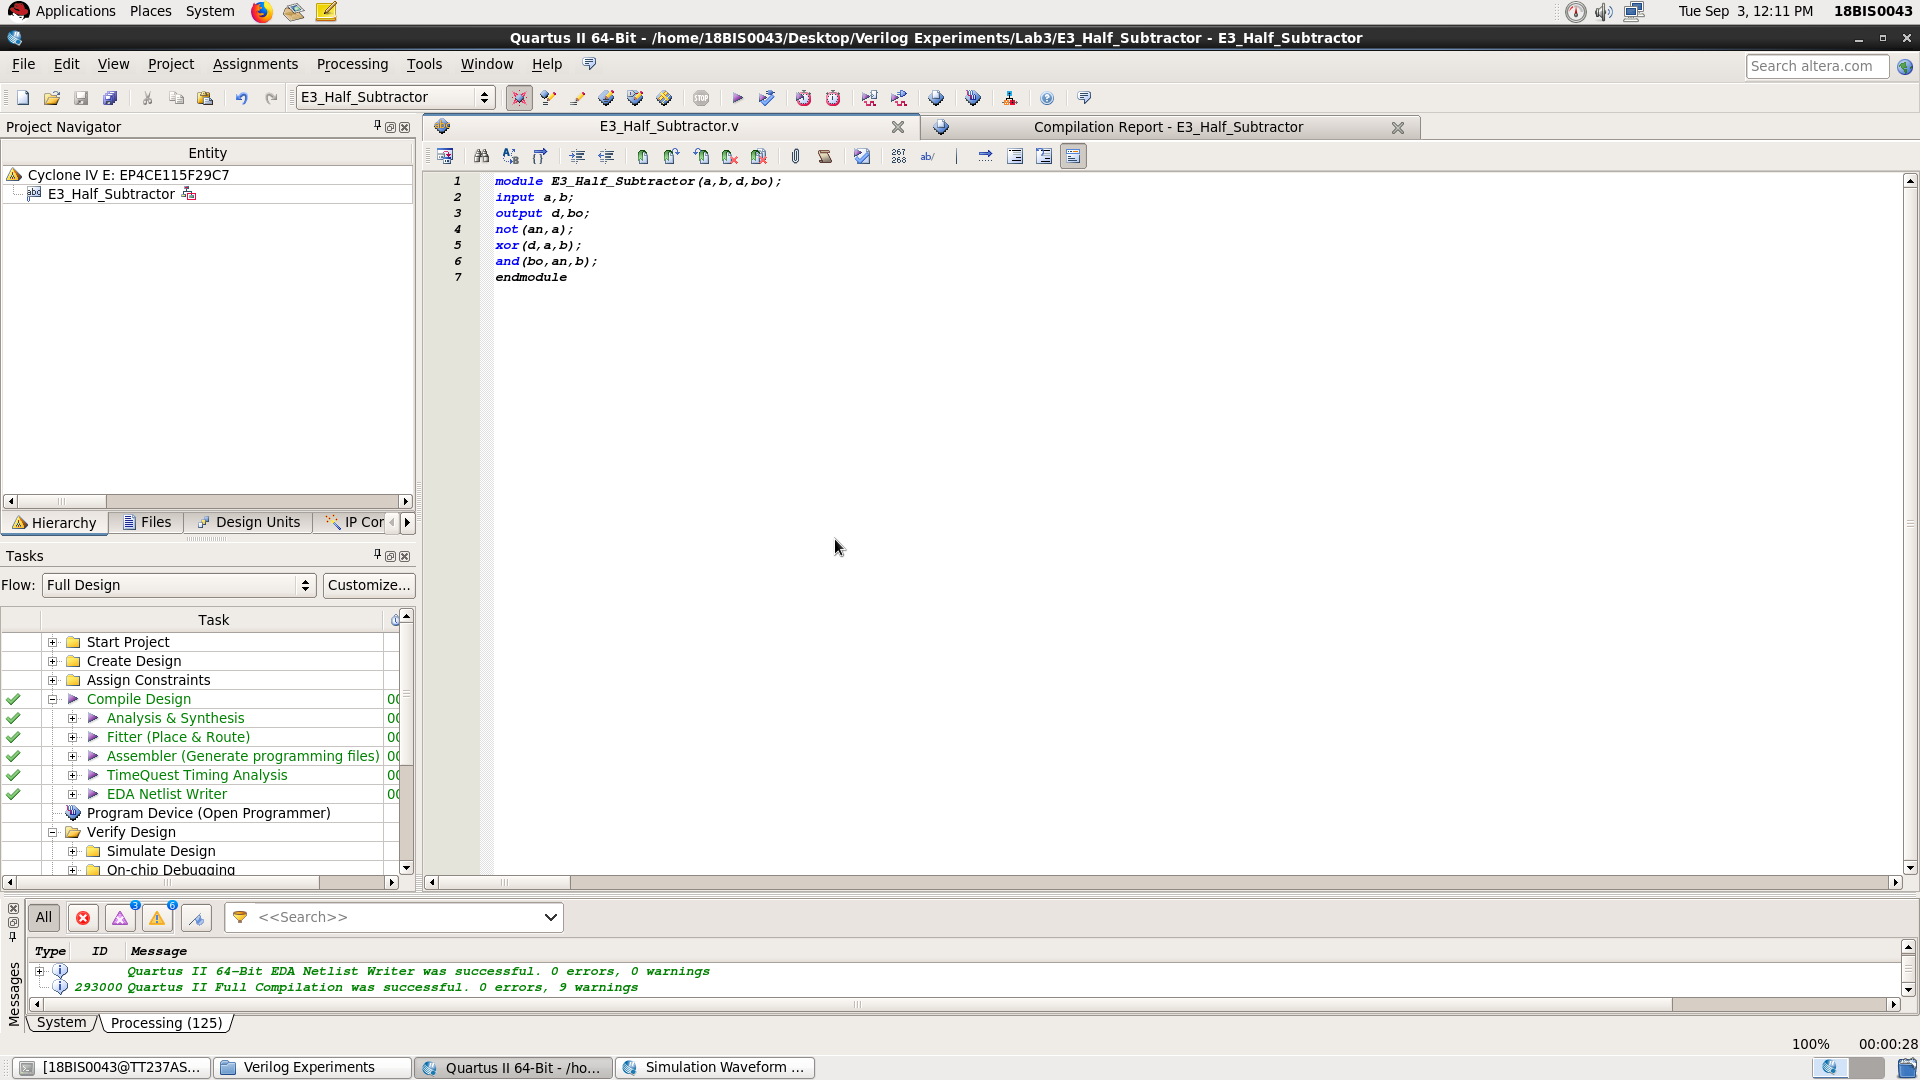 Applications Places System
Tue Sep 3, 12:11 PM 18BIS0043
Quartus II 64-Bit - /home/18BIS0043/Desktop/Verilog Experiments/Lab3/E3_Half_Subtractor - E3_Half_Subtractor
File Edit View Project Assignments Processing Tools Window Help
Search altera.com
E3_Half_Subtractor
STOP
Project Navigator
Entity
Cyclone IV E: EP4CE115F29C7
abd E3_Half_Subtractor
Hierarchy Files Design Units IP Cor
E3_Half_Subtractor.v
Compilation Report - E3_Half_Subtractor
267
268
ab/
1 module E3_Half_Subtractor(a,b,d,bo);
2 input a,b;
3 output d,bo;
4 not(an,a);
5 xor(d,a,b);
6 and(bo,an,b);
7 endmodule
Tasks
Flow: Full Design Customize...
Task
Start Project
Create Design
Assign Constraints
Compile Design 00
Analysis & Synthesis 00
Fitter (Place & Route) 00
Assembler (Generate programming files) 00
TimeQuest Timing Analysis 00
EDA Netlist Writer 00
Program Device (Open Programmer)
Verify Design
Simulate Design
On-chip Debugging
All 3 6 <<Search>>
Type ID Message
Quartus II 64-Bit EDA Netlist Writer was successful. 0 errors, 0 warnings
293000 Quartus II Full Compilation was successful. 0 errors, 9 warnings
Messages
System Processing (125)
100% 00:00:28
[18BIS0043@TT237AS... Verilog Experiments Quartus II 64-Bit - /ho... Simulation Waveform ...